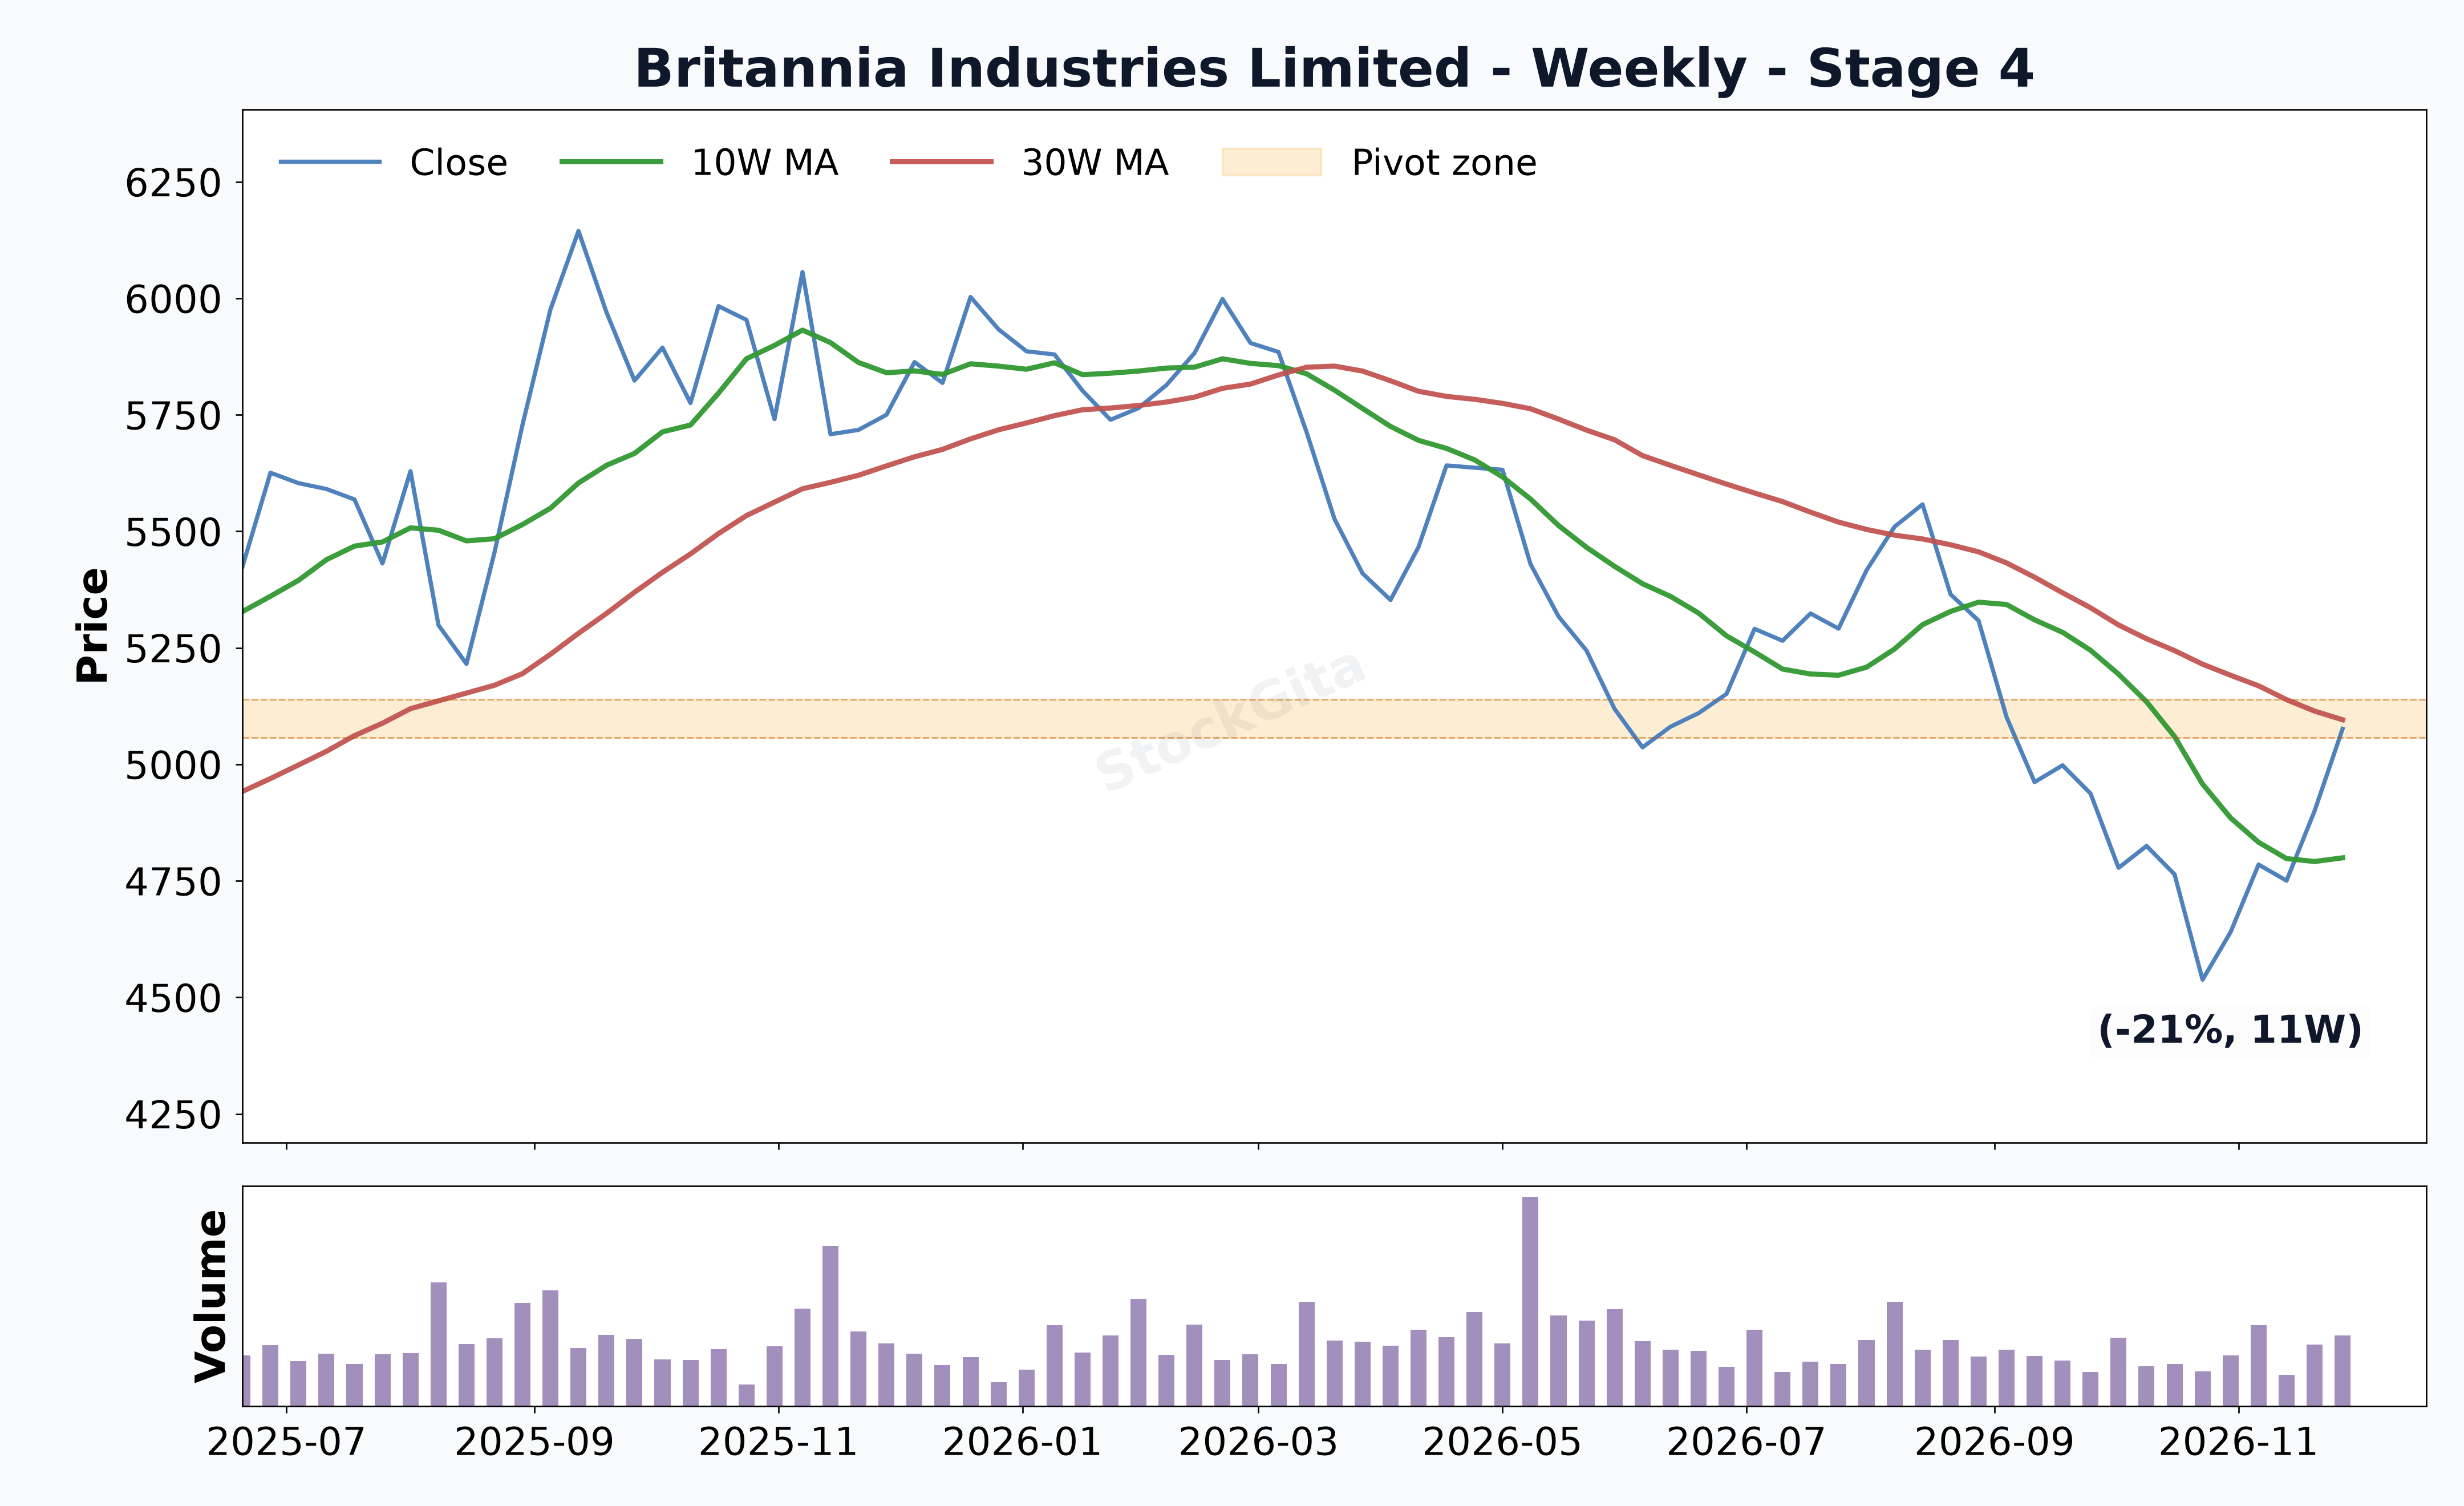 Britannia Industries Limited - Weekly - Stage 4
Close 10W MA 30W MA Pivot zone
6250
6000
5750
5500
5250
5000
4750
4500
4250
Price
StockGita
(-21%, 11W)
Volume
2025-07 2025-09 2025-11 2026-01 2026-03 2026-05 2026-07 2026-09 2026-11